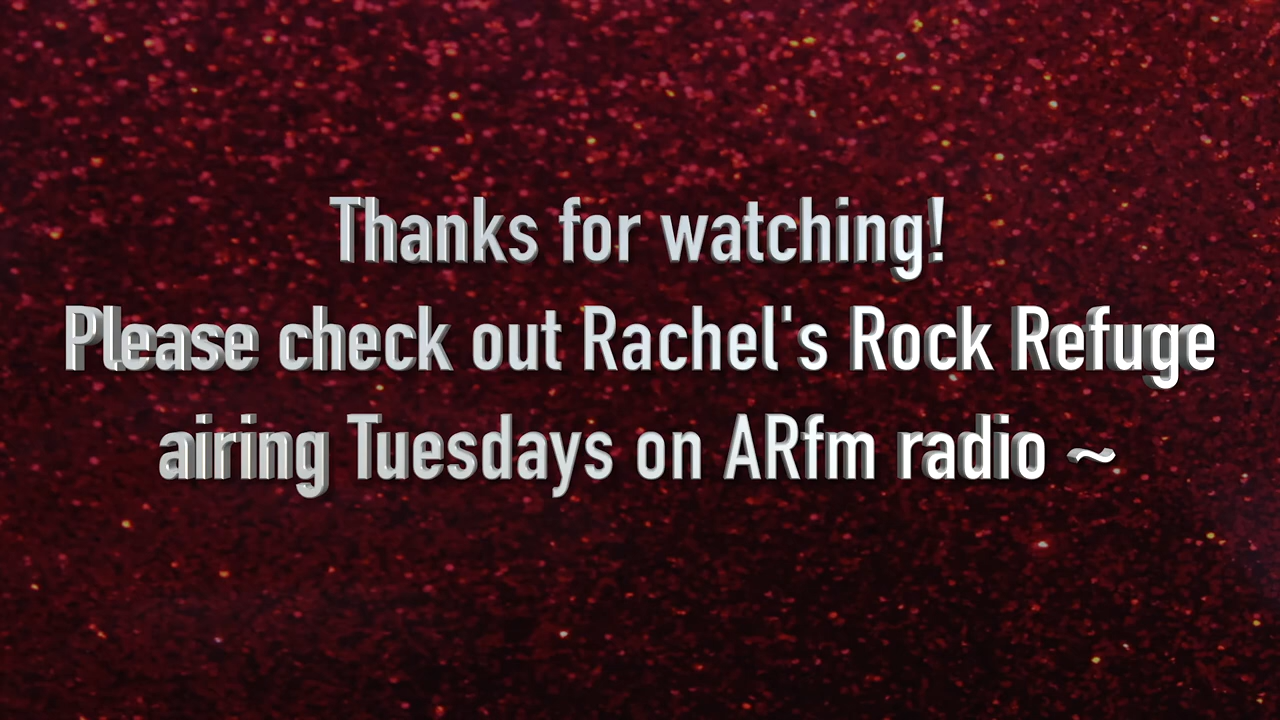 Thanks for watching!
Please check out Rachel's Rock Refuge
airing Tuesdays on ARfm radio ~